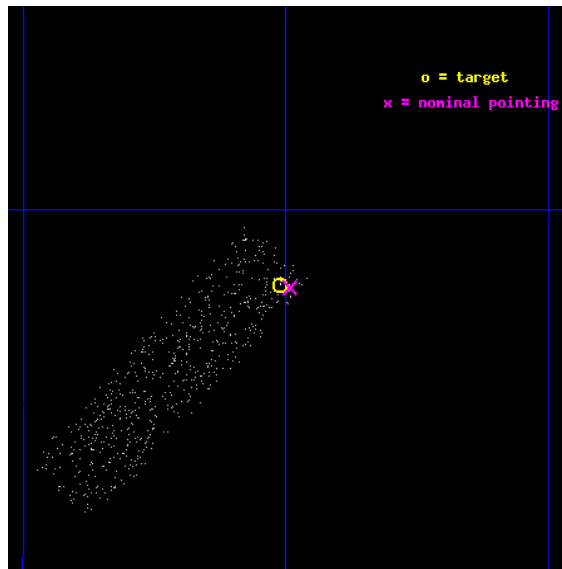 o = target
x = nominal pointing